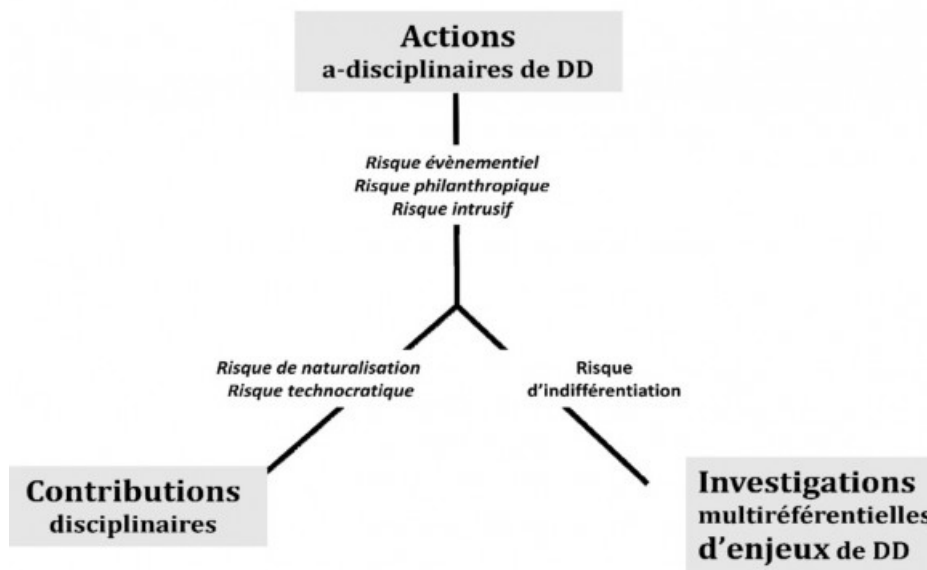 Actions
a-disciplinaires de DD
Risque évènementiel
Risque philanthropique
Risque intrusif
Risque de naturalisation
Risque technocratique
Risque
d'indifférentiation
Contributions
disciplinaires
Investigations
multiréférentielles
d'enjeux de DD